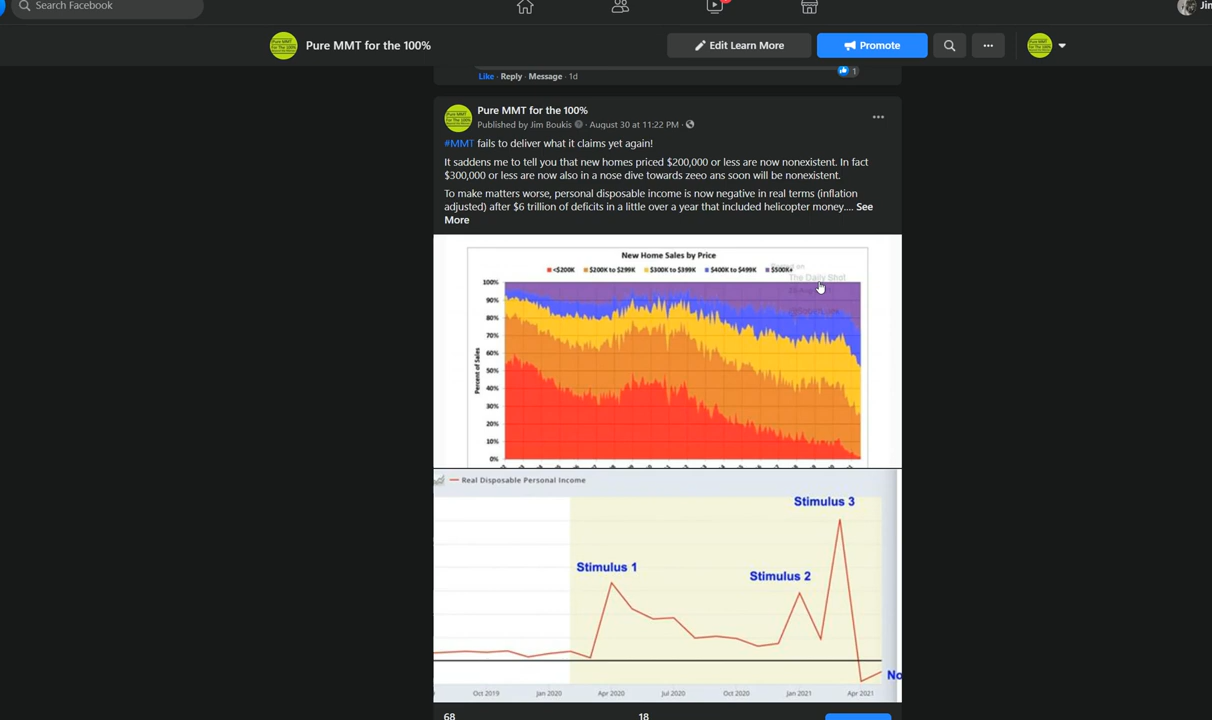 Search Facebook
Jim
Pure MMT for the 100%
Edit Learn More
Promote
Like · Reply · Message · 1d
1
Pure MMT for the 100%
Published by Jim Boukis · August 30 at 11:22 PM ·
#MMT fails to deliver what it claims yet again!
It saddens me to tell you that new homes priced $200,000 or less are now nonexistent. In fact
$300,000 or less are now also in a nose dive towards zeeo ans soon will be nonexistent.
To make matters worse, personal disposable income is now negative in real terms (inflation
adjusted) after $6 trillion of deficits in a little over a year that included helicopter money.... See
More
New Home Sales by Price
<$200K $200K to $299K $300K to $399K $400K to $499K $500K+
Posted on
The Daily Shot
100%
90%
80%
70%
60%
50%
40%
30%
20%
10%
0%
Percent of Sales
Real Disposable Personal Income
Stimulus 3
Stimulus 1
Stimulus 2
No
Oct 2019 Jan 2020 Apr 2020 Jul 2020 Oct 2020 Jan 2021 Apr 2021
68 18